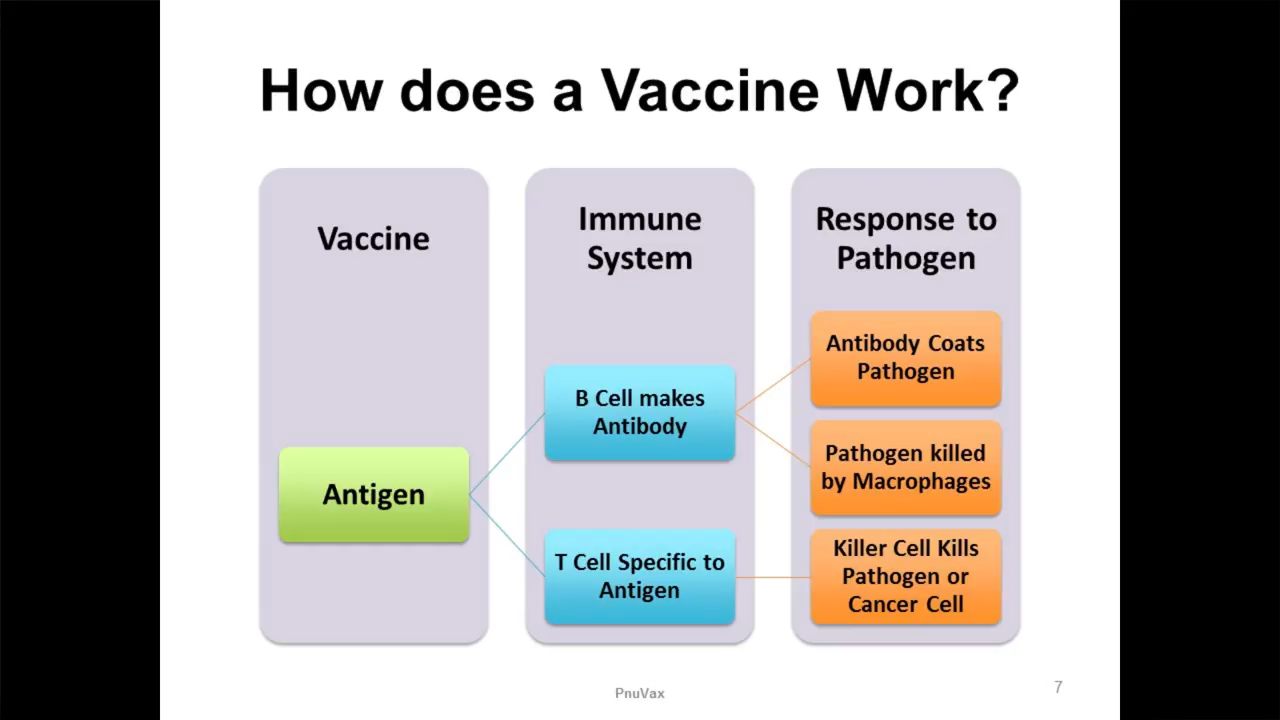 How does a Vaccine Work?
Vaccine
Antigen
Immune
System
B Cell makes
Antibody
T Cell Specific to
Antigen
Response to
Pathogen
Antibody Coats
Pathogen
Pathogen killed
by Macrophages
Killer Cell Kills
Pathogen or
Cancer Cell
PnuVax
7